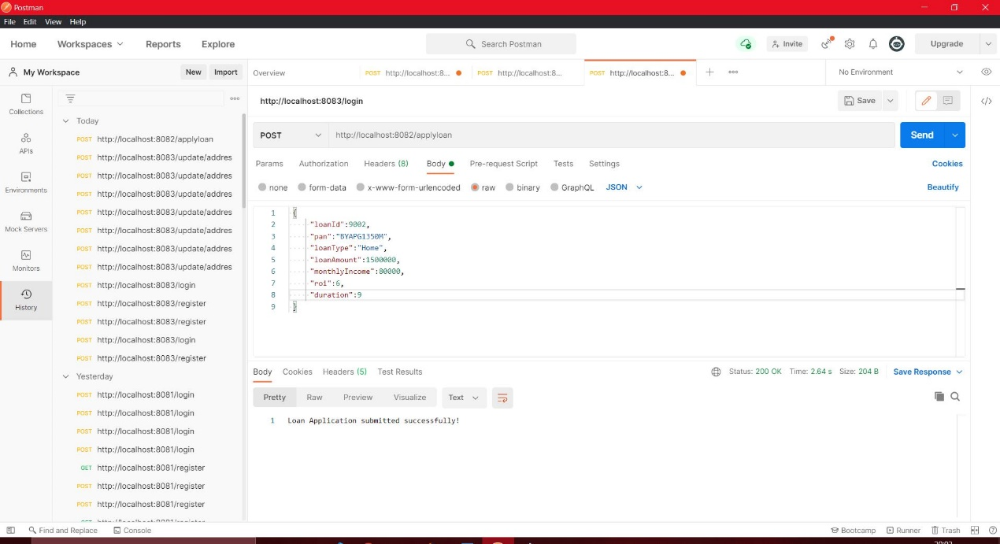 Postman
File Edit View Help
Home Workspaces Reports Explore Search Postman Invite Upgrade
My Workspace New Import
Overview POST http://localhost:8... POST http://localhost:8... POST http://localhost:8... No Environment
Collections
APIs
Environments
Mock Servers
Monitors
History
Today
POST http://localhost:8082/applyloan
POST http://localhost:8083/update/addres
POST http://localhost:8083/update/addres
POST http://localhost:8083/update/addres
POST http://localhost:8083/update/addres
POST http://localhost:8083/update/addres
POST http://localhost:8083/update/addres
POST http://localhost:8083/update/addres
POST http://localhost:8083/login
POST http://localhost:8083/register
POST http://localhost:8083/register
POST http://localhost:8083/login
POST http://localhost:8083/register
Yesterday
POST http://localhost:8081/login
POST http://localhost:8081/login
POST http://localhost:8081/login
POST http://localhost:8081/login
GET http://localhost:8081/register
POST http://localhost:8081/register
POST http://localhost:8081/register
http://localhost:8083/login Save
POST http://localhost:8082/applyloan Send
Params Authorization Headers (8) Body Pre-request Script Tests Settings Cookies
none form-data x-www-form-urlencoded raw binary GraphQL JSON Beautify
1 {
2 "loanId":9002,
3 "pan":"BYAPG1350M",
4 "loanType":"Home",
5 "loanAmount":1500000,
6 "monthlyIncome":80000,
7 "roi":6,
8 "duration":9
9 }
Body Cookies Headers (5) Test Results Status: 200 OK Time: 2.64 s Size: 204 B Save Response
Pretty Raw Preview Visualize Text
1 Loan Application submitted successfully!
Find and Replace Console Bootcamp Runner Trash